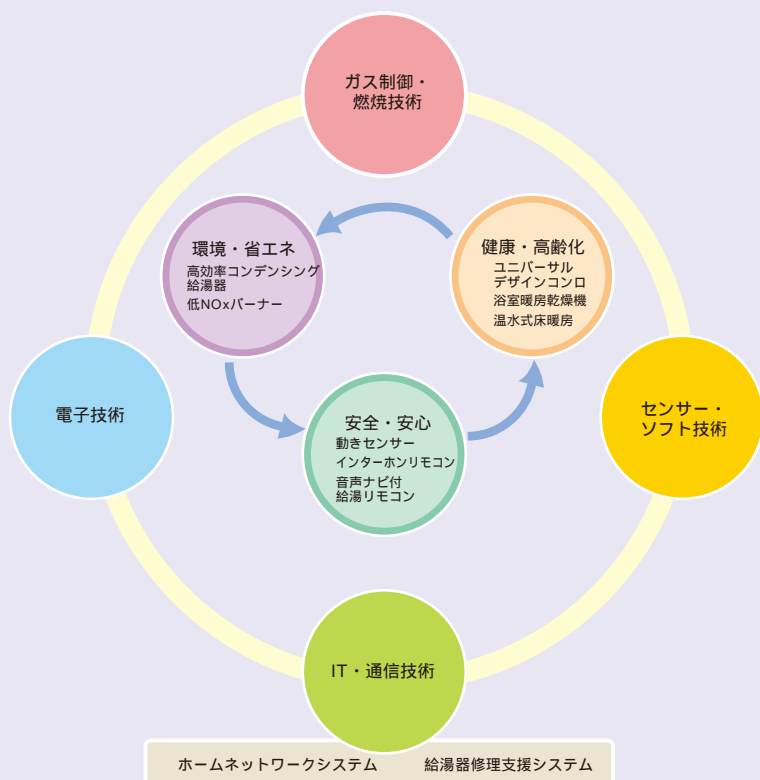 ガス制御・
燃焼技術
環境・省エネ
高効率コンデンシング
給湯器
低NOxバーナー
健康・高齢化
ユニバーサル
デザインコンロ
浴室暖房乾燥機
温水式床暖房
電子技術
安全・安心
動きセンサー
インターホンリモコン
音声ナビ付
給湯リモコン
センサー・
ソフト技術
IT・通信技術
ホームネットワークシステム 給湯器修理支援システム